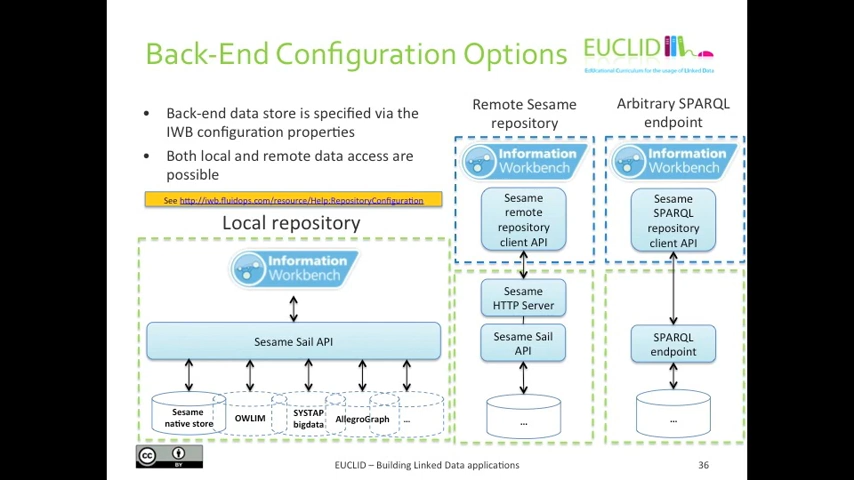 Back-End Configuration Options
EUCLID
EdUcational Curriculum for the usage of LInked Data
• Back-end data store is specified via the
IWB configuration properties
• Both local and remote data access are
possible
See http://iwb.fluidops.com/resource/Help:RepositoryConfiguration
Local repository
Information
Workbench
Sesame Sail API
Sesame
native store
OWLIM
SYSTAP
bigdata
AllegroGraph
...
Remote Sesame
repository
Information
Workbench
Sesame
remote
repository
client API
Sesame
HTTP Server
Sesame Sail
API
...
Arbitrary SPARQL
endpoint
Information
Workbench
Sesame
SPARQL
repository
client API
SPARQL
endpoint
...
cc
BY
EUCLID – Building Linked Data applications
36